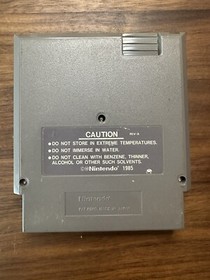 CAUTION
•DO NOT STORE IN EXTREME TEMPERATURES.
•DO NOT IMMERSE IN WATER.
•DO NOT CLEAN WITH BENZENE, THINNER,
ALCOHOL OR OTHER SUCH SOLVENTS.
Nintendo 1985
Nintendo